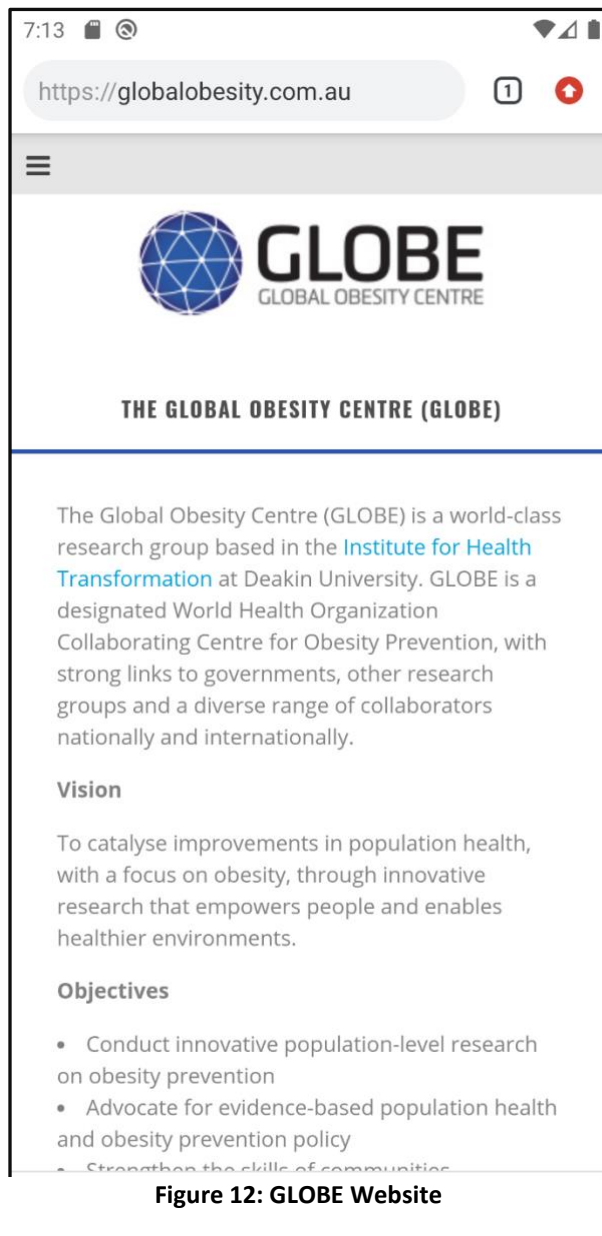 7:13
https://globalobesity.com.au
1
GLOBE
GLOBAL OBESITY CENTRE
THE GLOBAL OBESITY CENTRE (GLOBE)
The Global Obesity Centre (GLOBE) is a world-class
research group based in the Institute for Health
Transformation at Deakin University. GLOBE is a
designated World Health Organization
Collaborating Centre for Obesity Prevention, with
strong links to governments, other research
groups and a diverse range of collaborators
nationally and internationally.
Vision
To catalyse improvements in population health,
with a focus on obesity, through innovative
research that empowers people and enables
healthier environments.
Objectives
• Conduct innovative population-level research
on obesity prevention
• Advocate for evidence-based population health
and obesity prevention policy
• Strengthen the skills of communities
Figure 12: GLOBE Website